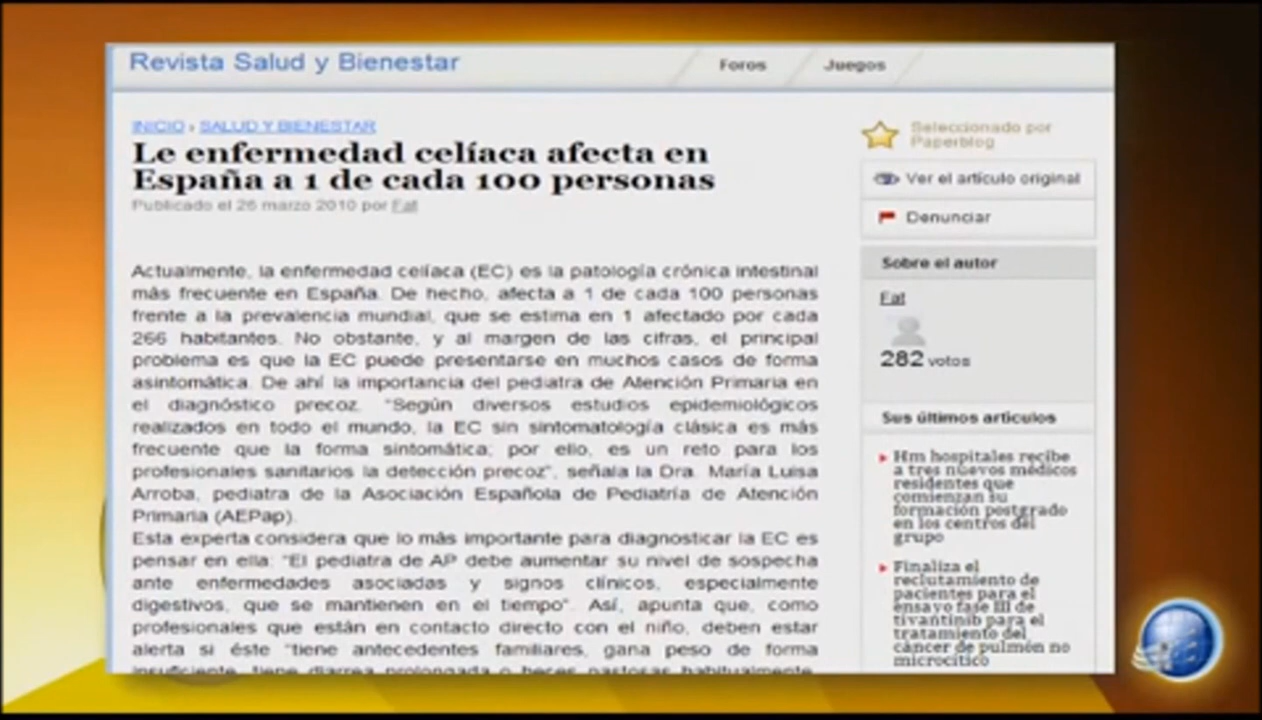 Revista Salud y Bienestar
Foros
Juegos
INICIO › SALUD Y BIENESTAR
Le enfermedad celíaca afecta en
España a 1 de cada 100 personas
Publicado el 26 marzo 2010 por Fat
Actualmente, la enfermedad celíaca (EC) es la patología crónica intestinal
más frecuente en España. De hecho, afecta a 1 de cada 100 personas
frente a la prevalencia mundial, que se estima en 1 afectado por cada
266 habitantes. No obstante, y al margen de las cifras, el principal
problema es que la EC puede presentarse en muchos casos de forma
asintomática. De ahí la importancia del pediatra de Atención Primaria en
el diagnóstico precoz. “Según diversos estudios epidemiológicos
realizados en todo el mundo, la EC sin sintomatología clásica es más
frecuente que la forma sintomática; por ello, es un reto para los
profesionales sanitarios la detección precoz”, señala la Dra. María Luisa
Arroba, pediatra de la Asociación Española de Pediatría de Atención
Primaria (AEPap).
Esta experta considera que lo más importante para diagnosticar la EC es
pensar en ella: “El pediatra de AP debe aumentar su nivel de sospecha
ante enfermedades asociadas y signos clínicos, especialmente
digestivos, que se mantienen en el tiempo”. Así, apunta que, como
profesionales que están en contacto directo con el niño, deben estar
alerta si éste “tiene antecedentes familiares, gana peso de forma
insuficiente, tiene diarrea prolongada o heces pastosas habitualmente,
Seleccionado por
Paperblog
Ver el artículo original
Denunciar
Sobre el autor
Fat
282 votos
Sus últimos artículos
Hm hospitales recibe
a tres nuevos médicos
residentes que
comienzan su
formación postgrado
en los centros del
grupo
Finaliza el
reclutamiento de
pacientes para el
ensayo fase III de
tivantinib para el
tratamiento del
cáncer de pulmón no
microcítico